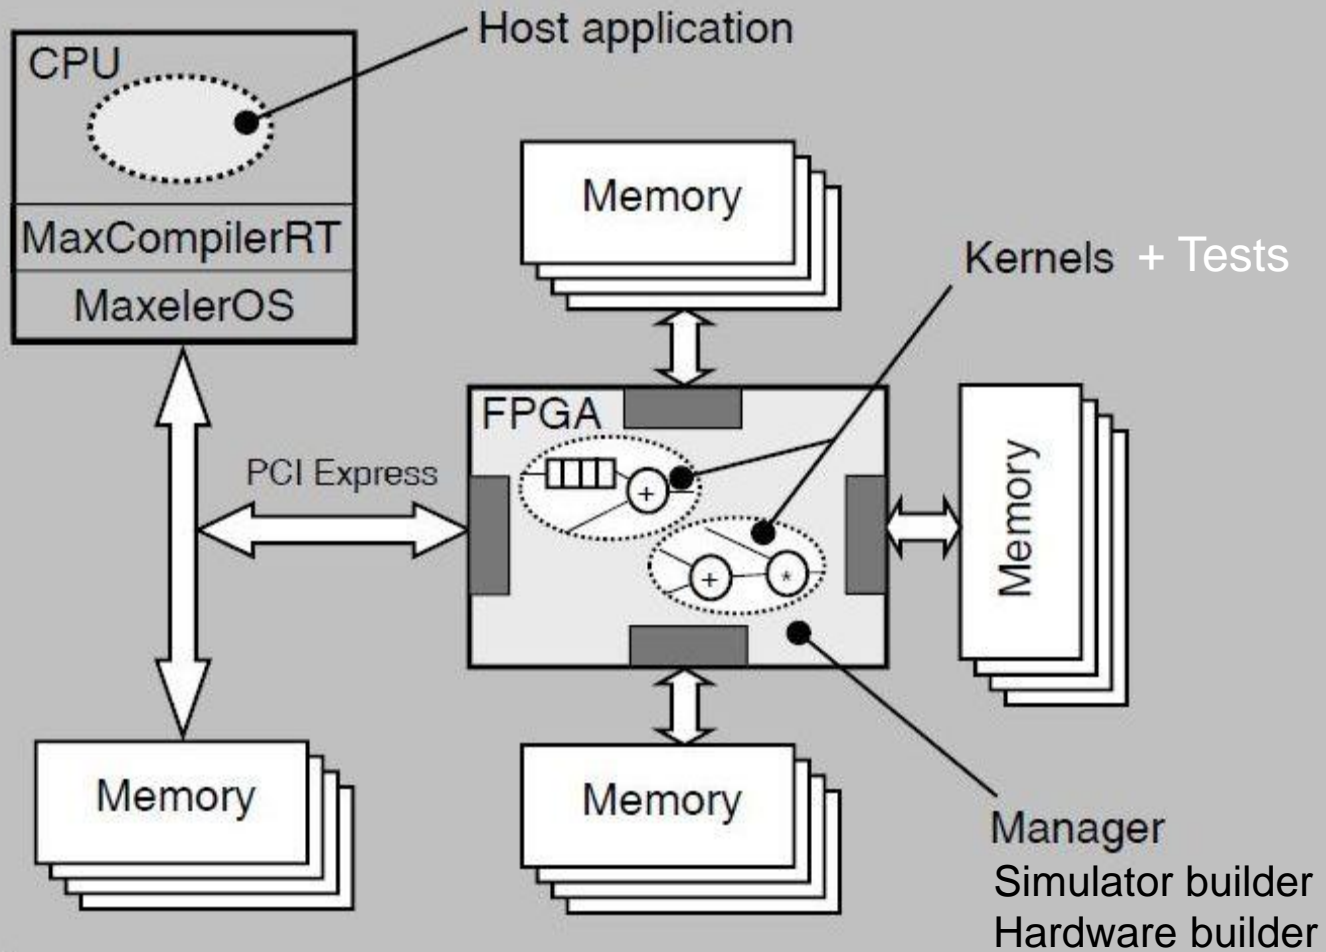 Host application
CPU
MaxCompilerRT
MaxelerOS
Memory
Kernels + Tests
FPGA
PCI Express
+
+
*
Memory
Memory
Memory
Manager
Simulator builder
Hardware builder